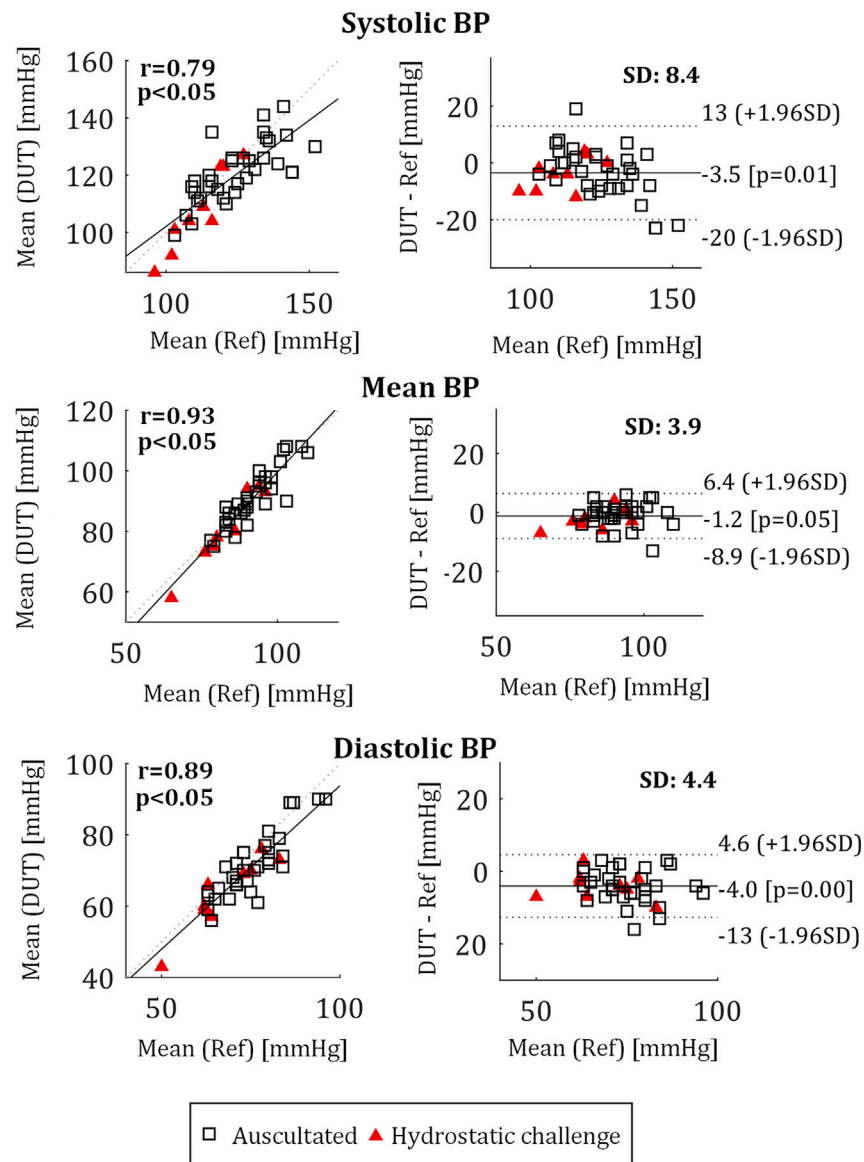 Systolic BP
r=0.79
p<0.05
160
140
120
100
Mean (DUT) [mmHg]
100
150
Mean (Ref) [mmHg]
SD: 8.4
20
0
-20
DUT - Ref [mmHg]
13 (+1.96SD)
-3.5 [p=0.01]
-20 (-1.96SD)
100
150
Mean (Ref) [mmHg]
Mean BP
r=0.93
p<0.05
120
100
80
60
Mean (DUT) [mmHg]
50
100
Mean (Ref) [mmHg]
SD: 3.9
20
0
-20
DUT - Ref [mmHg]
6.4 (+1.96SD)
-1.2 [p=0.05]
-8.9 (-1.96SD)
50
100
Mean (Ref) [mmHg]
Diastolic BP
r=0.89
p<0.05
100
80
60
40
Mean (DUT) [mmHg]
50
100
Mean (Ref) [mmHg]
SD: 4.4
20
0
20
DUT - Ref [mmHg]
4.6 (+1.96SD)
-4.0 [p=0.00]
-13 (-1.96SD)
50
100
Mean (Ref) [mmHg]
Auscultated
Hydrostatic challenge